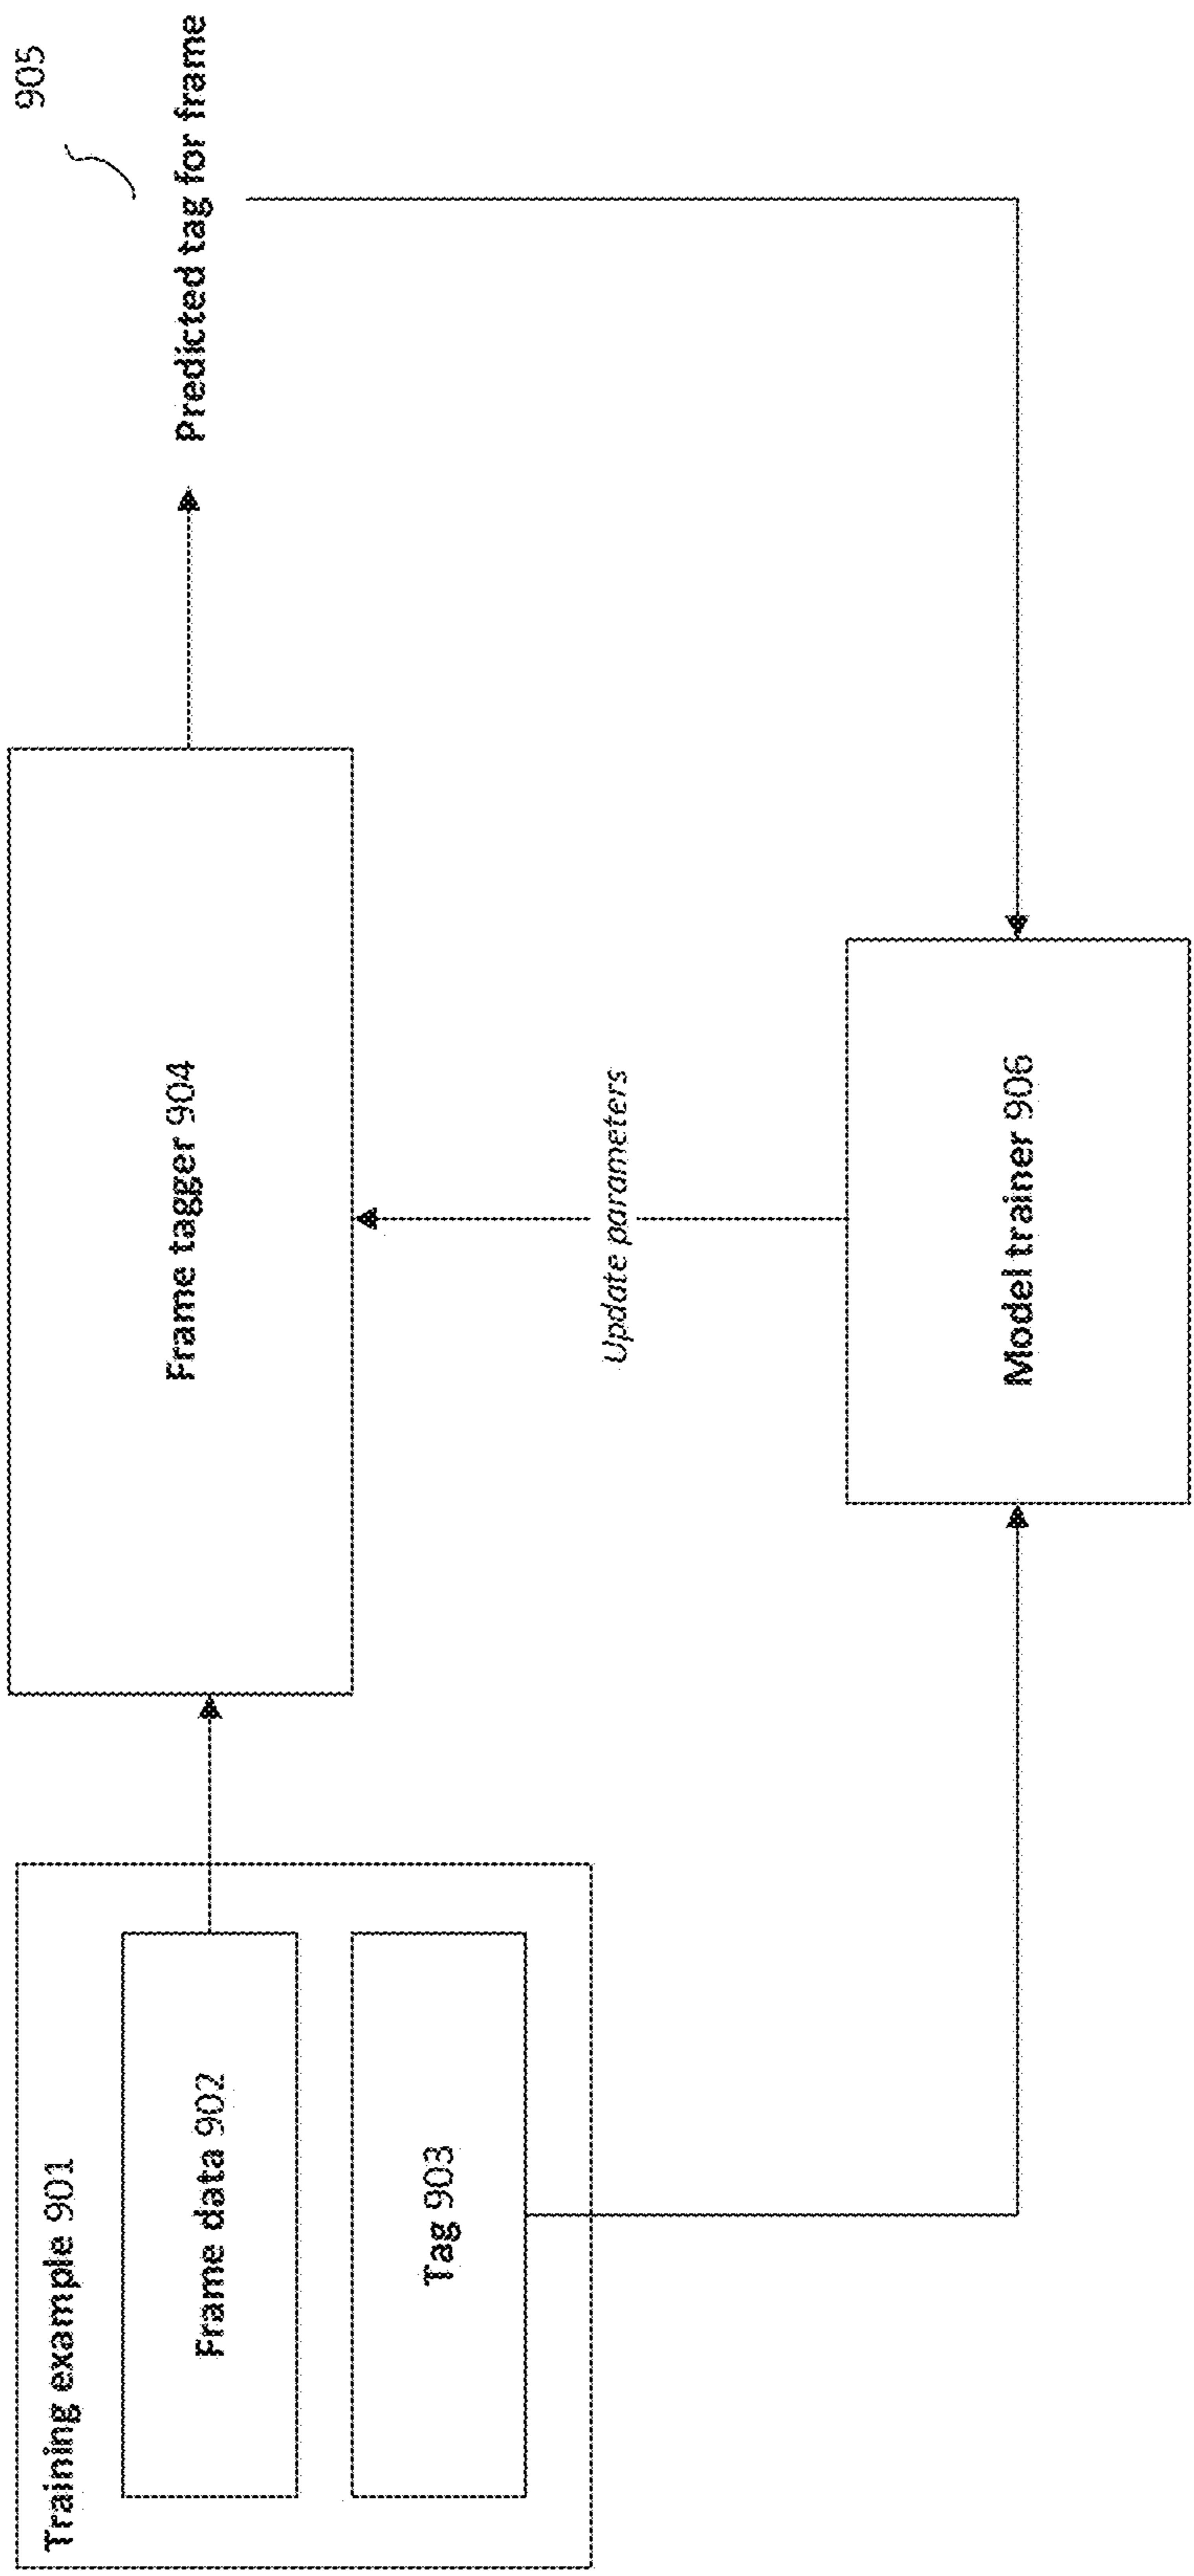 Training example 901
Frame data 902
Tag 903
Frame tagger 904
Predicted tag for frame
905
Update parameters
Model trainer 906